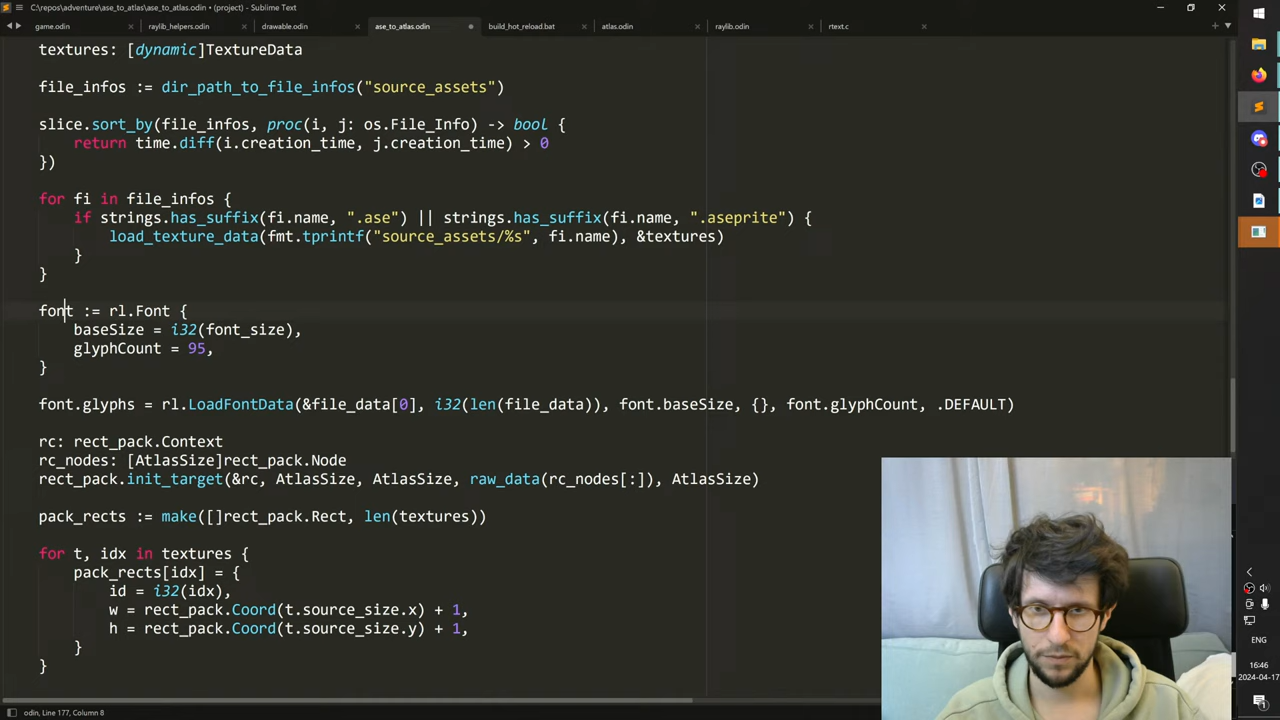 C:\repos\adventure\ase_to_atlas\ase_to_atlas.odin • (project) - Sublime Text
game.odin
raylib_helpers.odin
drawable.odin
ase_to_atlas.odin
build_hot_reload.bat
atlas.odin
raylib.odin
rtext.c
textures: [dynamic]TextureData
file_infos := dir_path_to_file_infos("source_assets")
slice.sort_by(file_infos, proc(i, j: os.File_Info) -> bool {
return time.diff(i.creation_time, j.creation_time) > 0
})
for fi in file_infos {
if strings.has_suffix(fi.name, ".ase") || strings.has_suffix(fi.name, ".aseprite") {
load_texture_data(fmt.tprintf("source_assets/%s", fi.name), &textures)
}
}
font := rl.Font {
baseSize = i32(font_size),
glyphCount = 95,
}
font.glyphs = rl.LoadFontData(&file_data[0], i32(len(file_data)), font.baseSize, {}, font.glyphCount, .DEFAULT)
rc: rect_pack.Context
rc_nodes: [AtlasSize]rect_pack.Node
rect_pack.init_target(&rc, AtlasSize, AtlasSize, raw_data(rc_nodes[:]), AtlasSize)
pack_rects := make([]rect_pack.Rect, len(textures))
for t, idx in textures {
pack_rects[idx] = {
id = i32(idx),
w = rect_pack.Coord(t.source_size.x) + 1,
h = rect_pack.Coord(t.source_size.y) + 1,
}
}
odin, Line 177, Column 8
ENG
16:46
2024-04-17